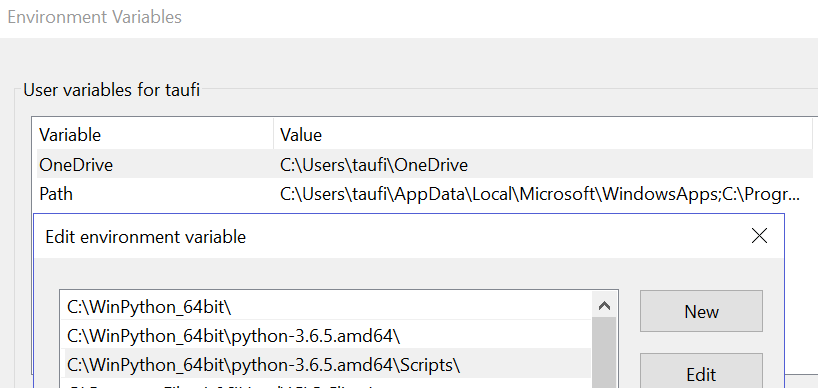 Environment Variables
User variables for taufi
Variable Value
OneDrive C:\Users\taufi\OneDrive
Path C:\Users\taufi\AppData\Local\Microsoft\WindowsApps;C:\Progr...
Edit environment variable
C:\WinPython_64bit\
New
C:\WinPython_64bit\python-3.6.5.amd64\
C:\WinPython_64bit\python-3.6.5.amd64\Scripts\
Edit